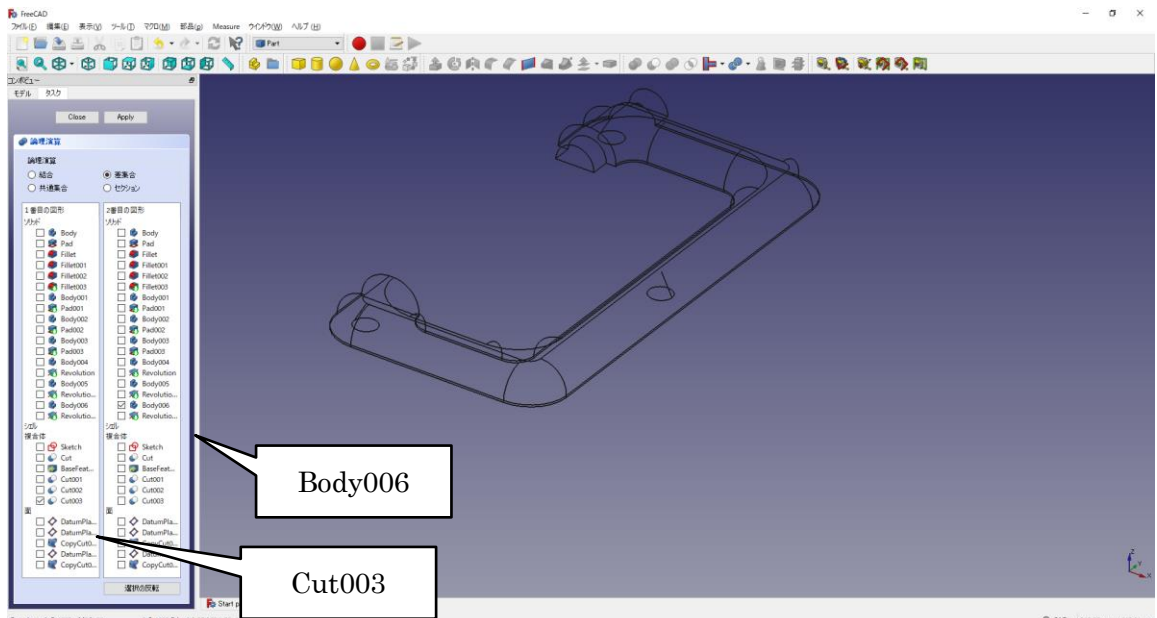 FreeCAD
ファイル(F) 編集(E) 表示(V) ツール(T) マクロ(M) 部品(p) Measure ウインドウ(W) ヘルプ(H)
Part
コンボビュー
モデル タスク
Close Apply
論理演算
論理演算
結合 差集合
共通集合 セクション
1番目の図形 2番目の図形
ソリッド ソリッド
Body Body
Pad Pad
Fillet Fillet
Fillet001 Fillet001
Fillet002 Fillet002
Fillet003 Fillet003
Body001 Body001
Pad001 Pad001
Body002 Body002
Pad002 Pad002
Body003 Body003
Pad003 Pad003
Body004 Body004
Revolution Revolution
Body005 Body005
Revolutio... Revolutio...
Body006 Body006
Revolutio... Revolutio...
シェル シェル
複合体 複合体
Sketch Sketch
Cut Cut
BaseFeat... BaseFeat...
Cut001 Cut001
Cut002 Cut002
Cut003 Cut003
面 面
DatumPla... DatumPla...
DatumPla... DatumPla...
CopyCut0... CopyCut0...
DatumPla... DatumPla...
CopyCut0... CopyCut0...
選択の反転
Body006
Cut003
Start p
Z
Y
X